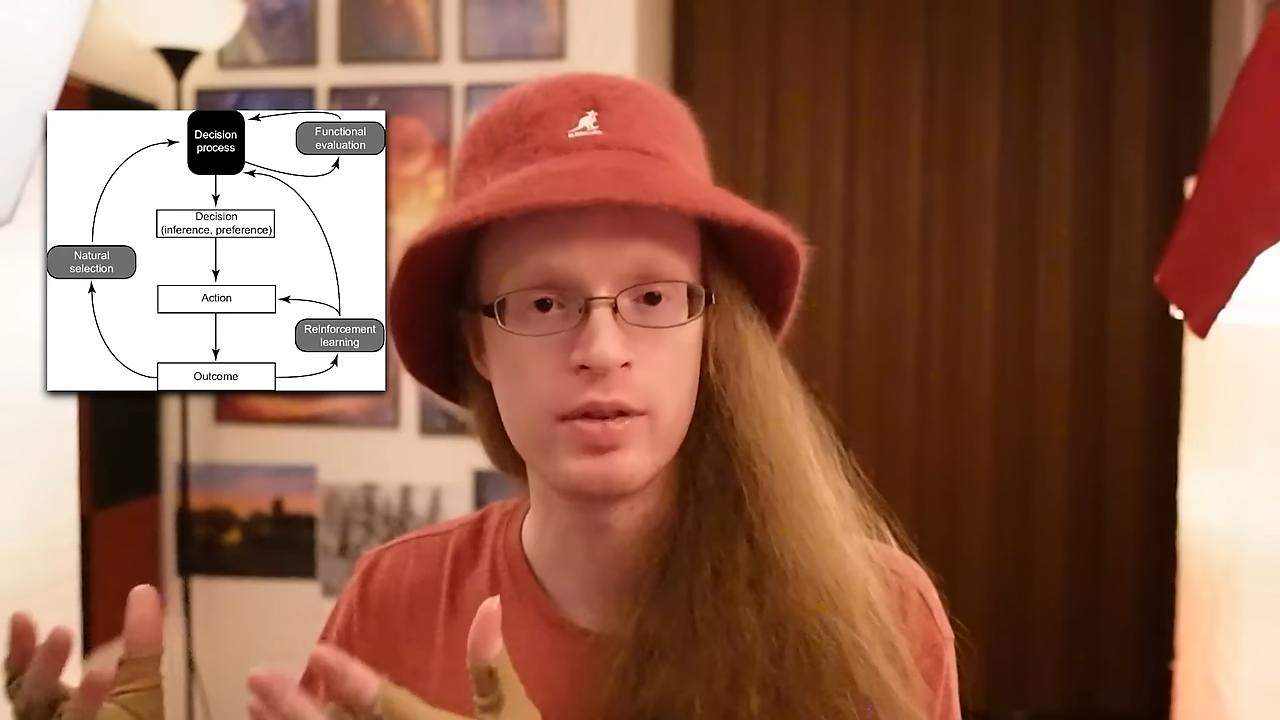 Decision
process
Functional
evaluation
Decision
(inference, preference)
Natural
selection
Action
Reinforcement
learning
Outcome